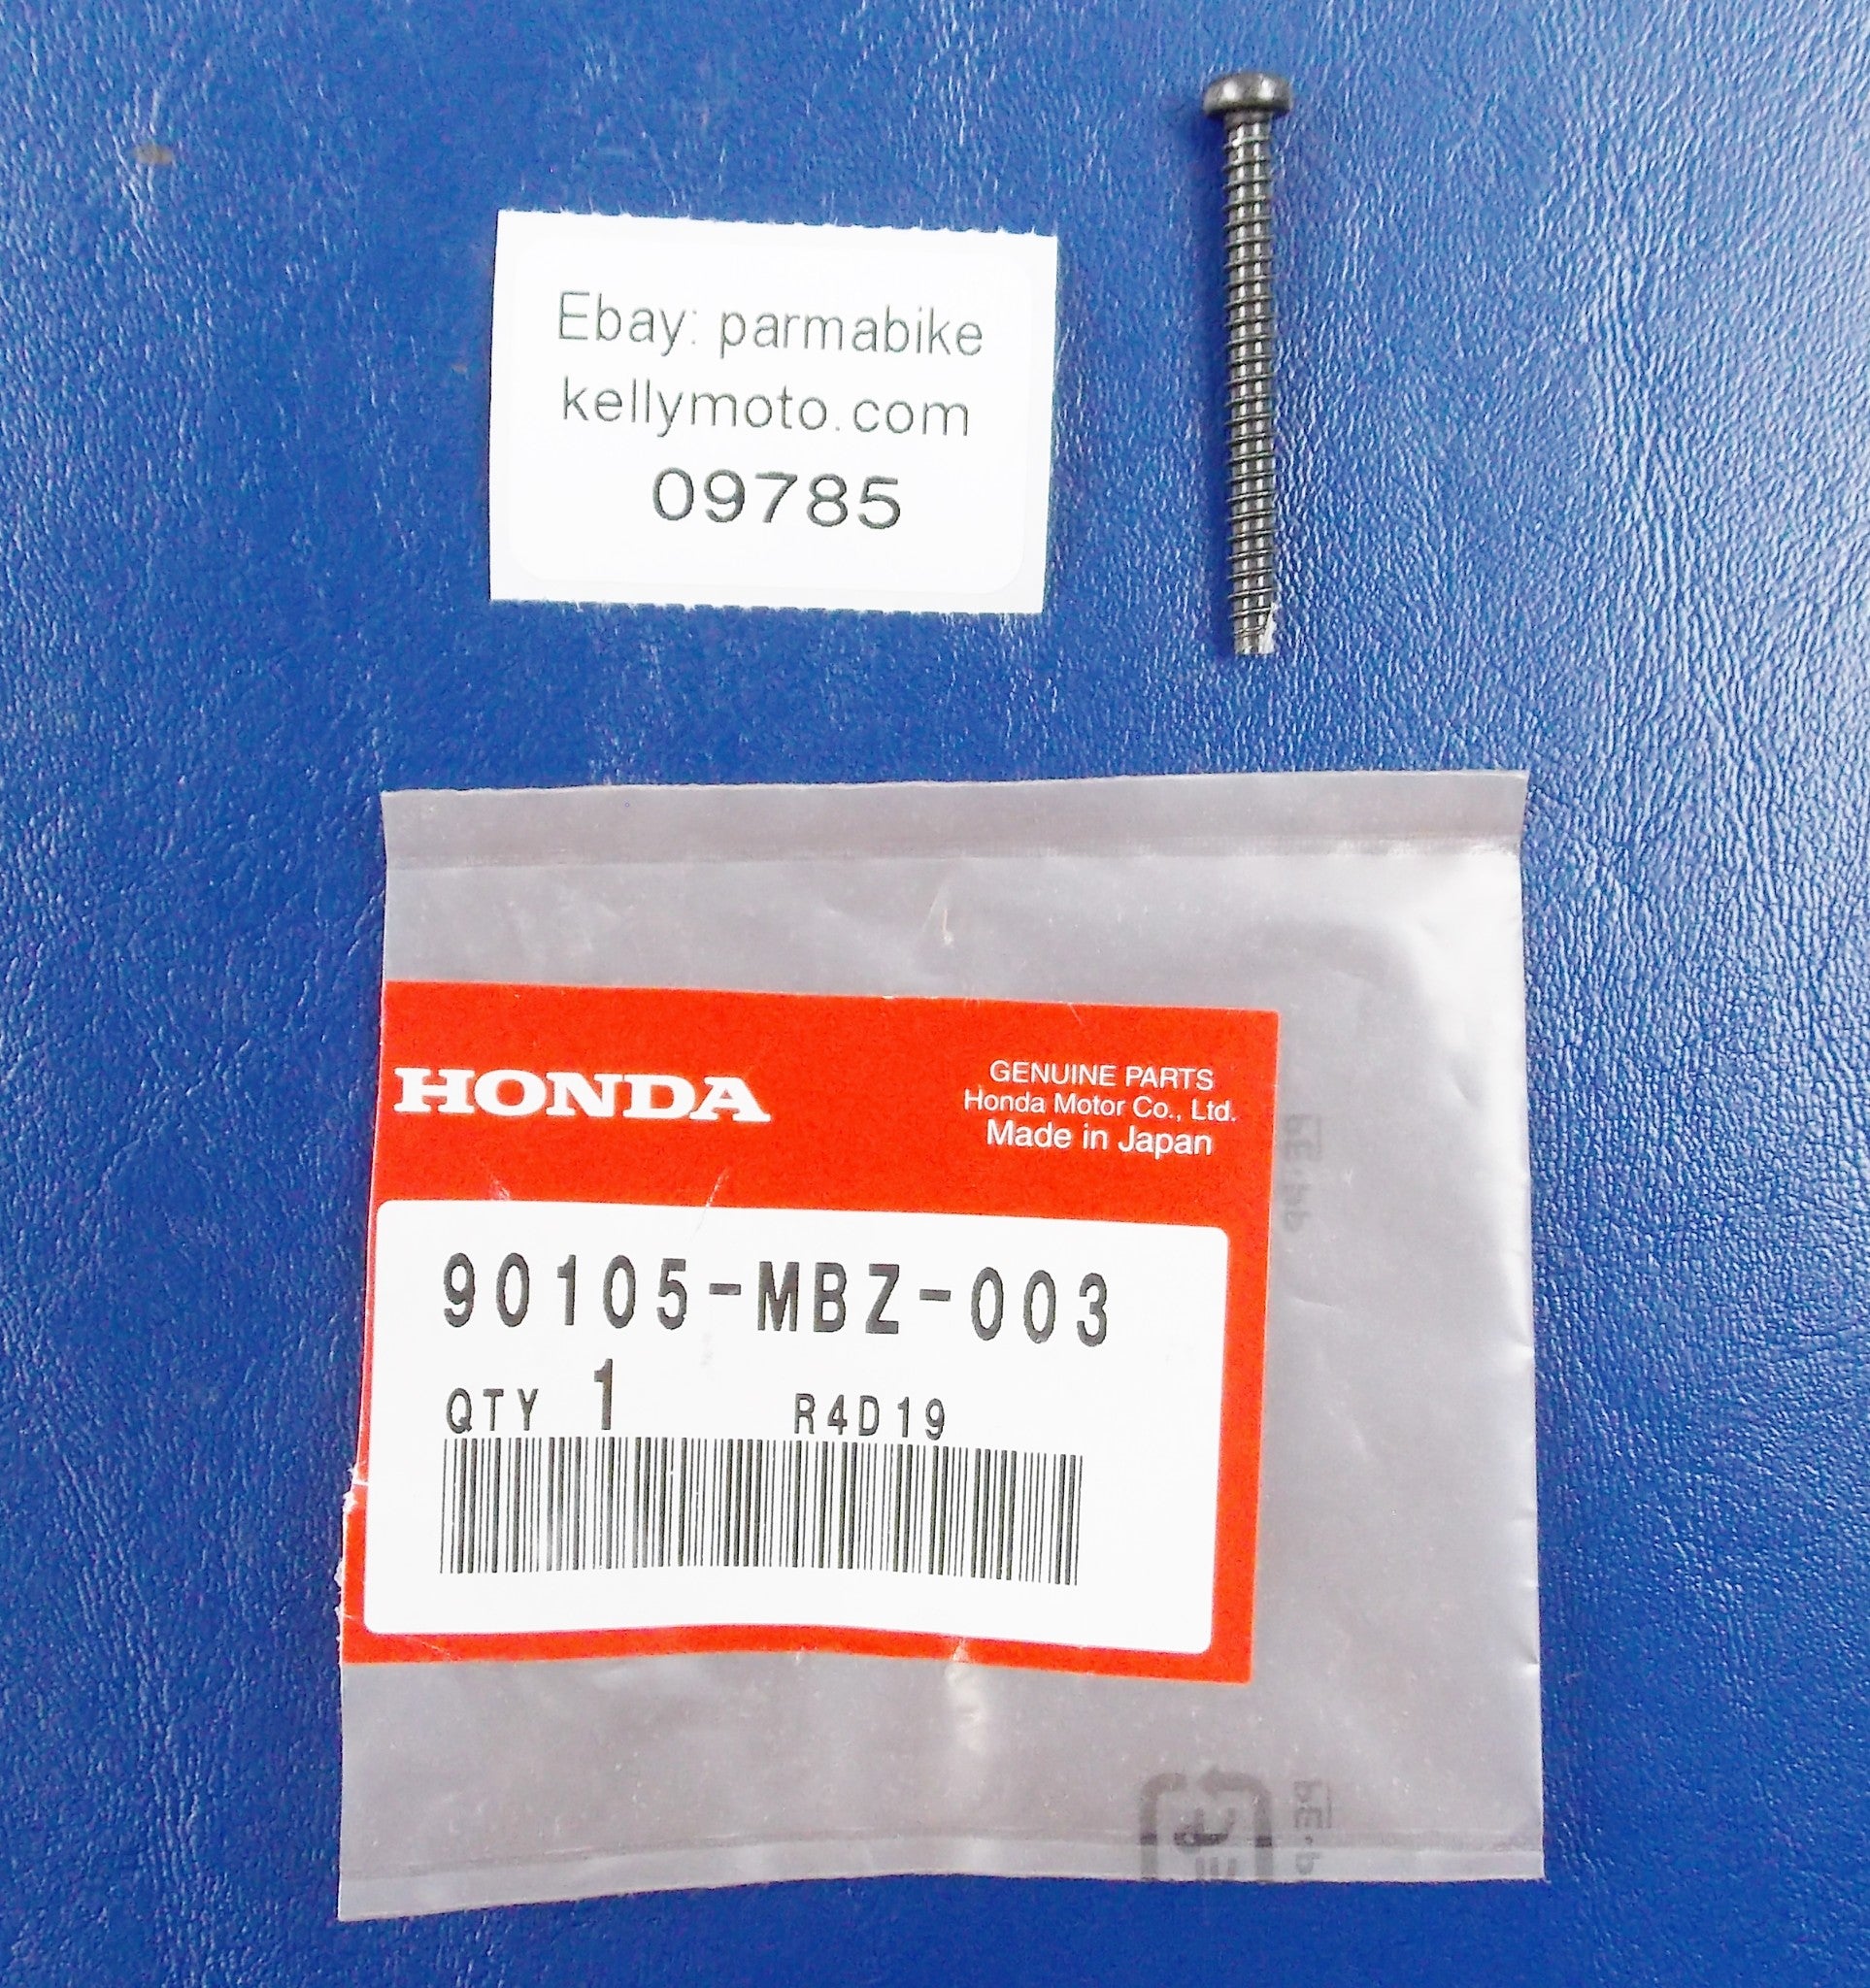 Ebay: parmabike
kellymoto.com
09785
HONDA
GENUINE PARTS
Honda Motor Co., Ltd.
Made in Japan
90105-MBZ-003
QTY 1 R4D19